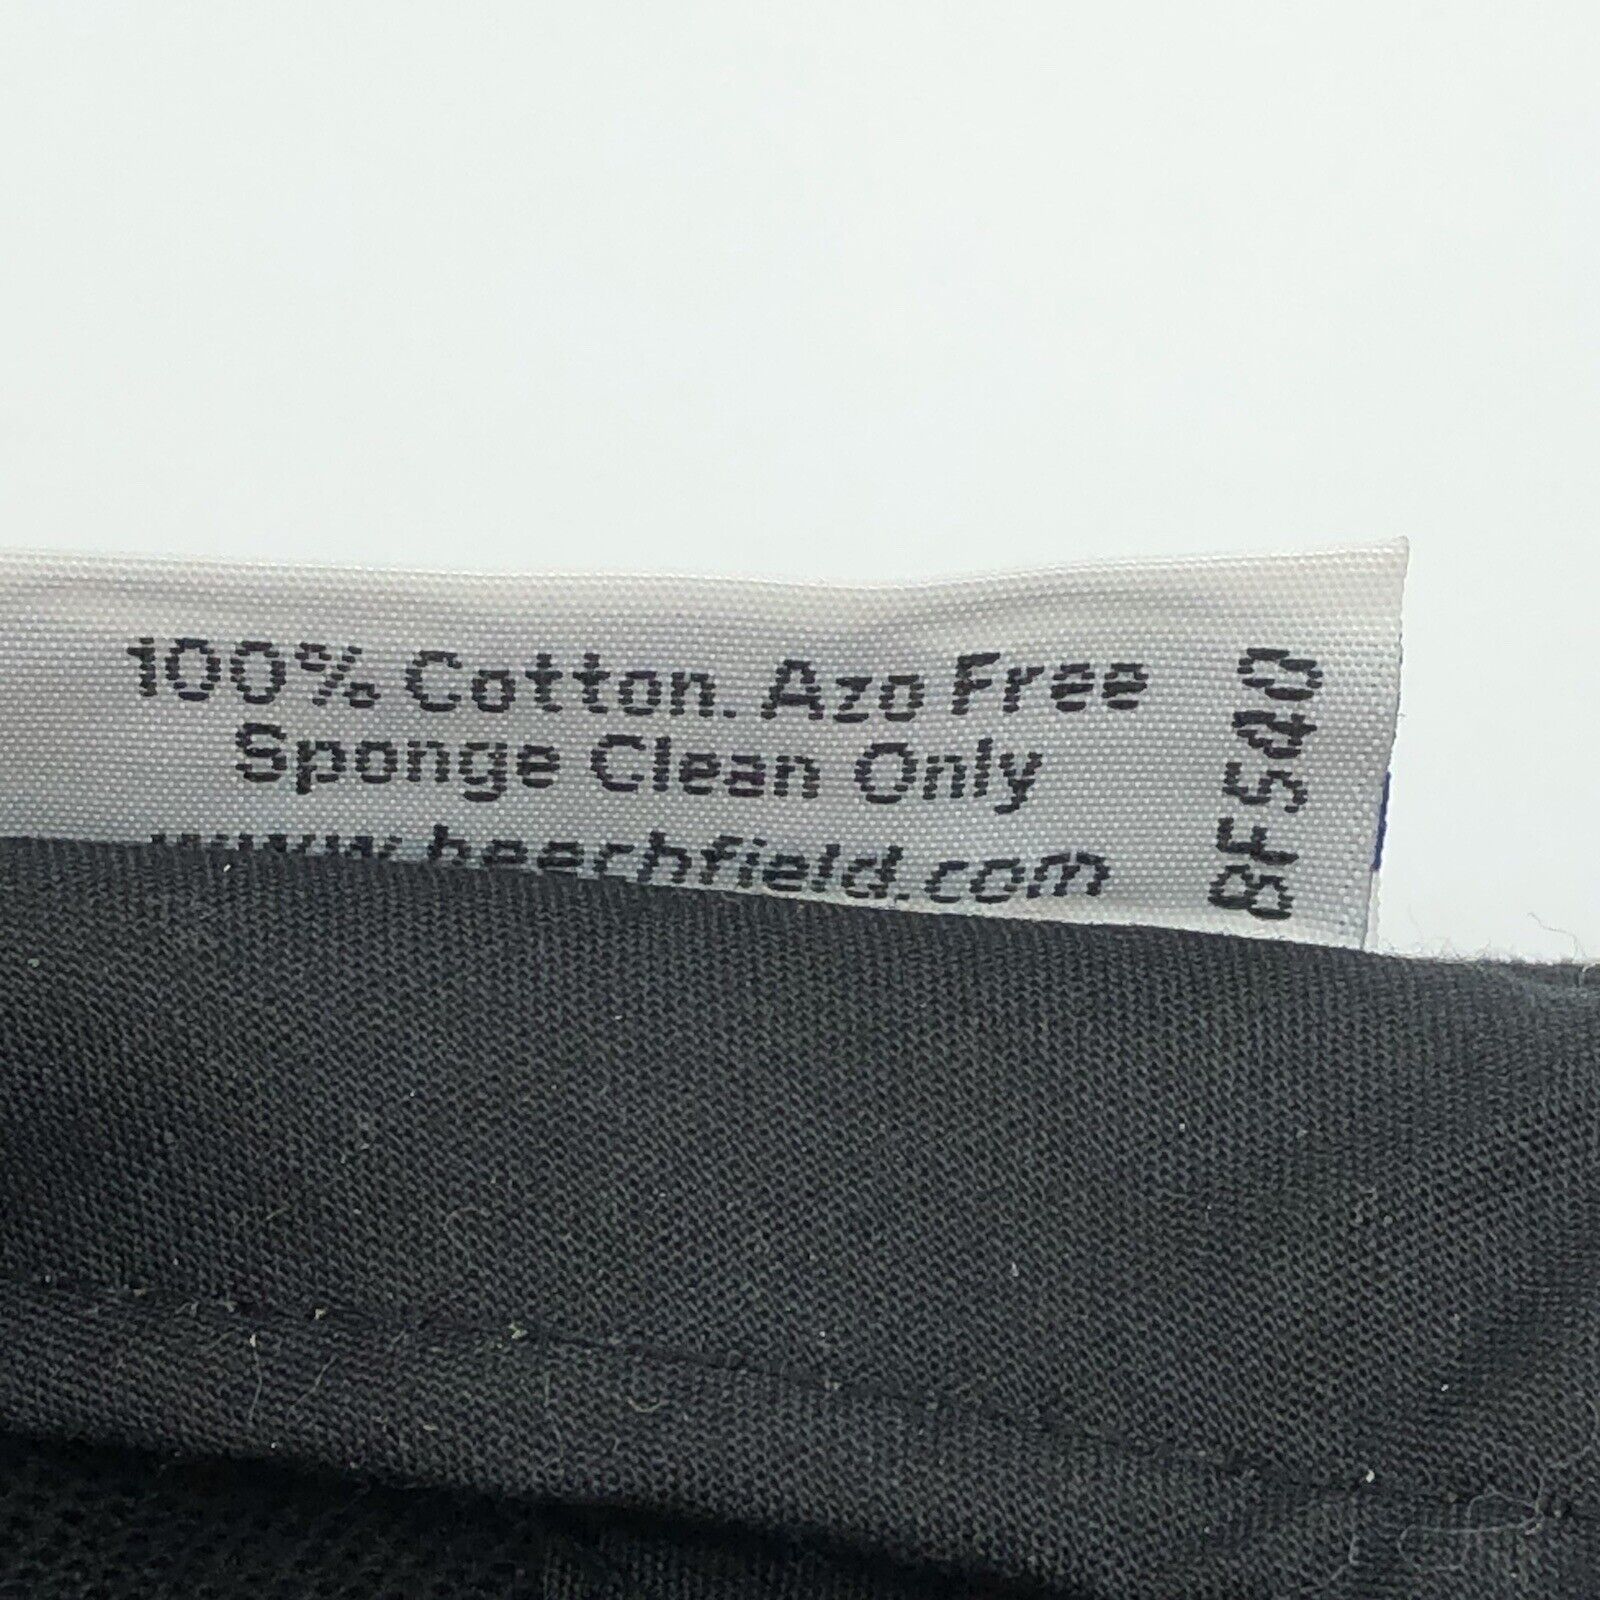 100% Cotton. Azo Free
Sponge Clean Only
www.beechfield.com
BF540